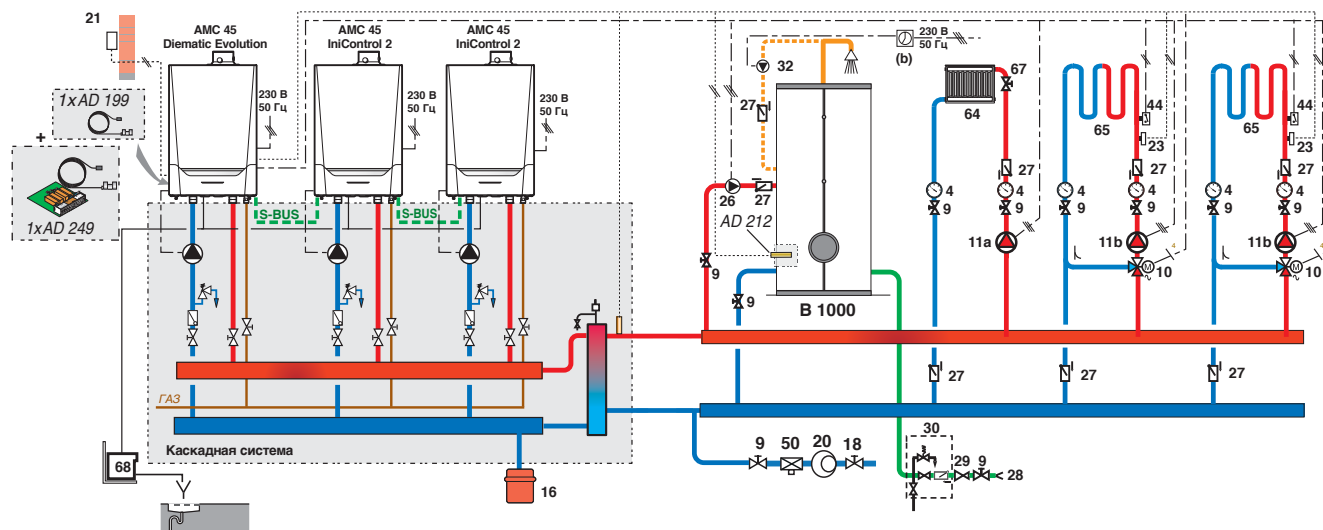 21
AMC 45
Diematic Evolution
AMC 45
IniControl 2
AMC 45
IniControl 2
230 В
50 Гц
230 В
50 Гц
230 В
50 Гц
1xAD 199
+
1xAD 249
S-BUS
S-BUS
ГАЗ
Каскадная система
68
16
32
27
26
27
AD 212
9
9
B 1000
(b)
230 В
50 Гц
64
67
27
4
4
9
9
11a
65
44
23
27
4
4
9
9
11b
M
10
4
65
44
23
27
4
4
9
9
11b
M
10
4
27
27
27
9
50
20
18
30
29
9
28